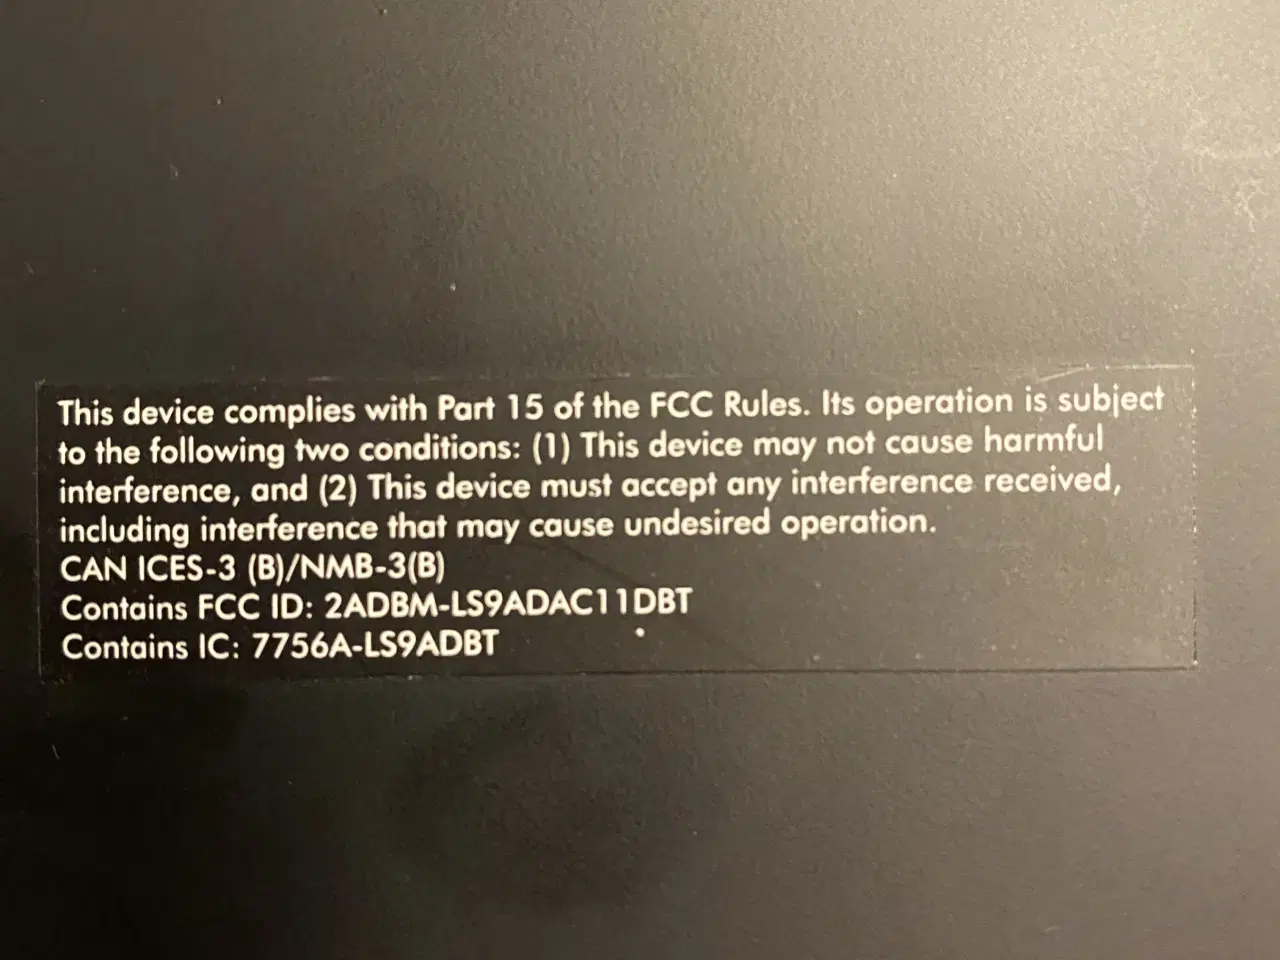 This device complies with Part 15 of the FCC Rules. Its operation is subject
to the following two conditions: (1) This device may not cause harmful
interference, and (2) This device must accept any interference received,
including interference that may cause undesired operation.
CAN ICES-3 (B)/NMB-3(B)
Contains FCC ID: 2ADBM-LS9ADAC11DBT
Contains IC: 7756A-LS9ADBT